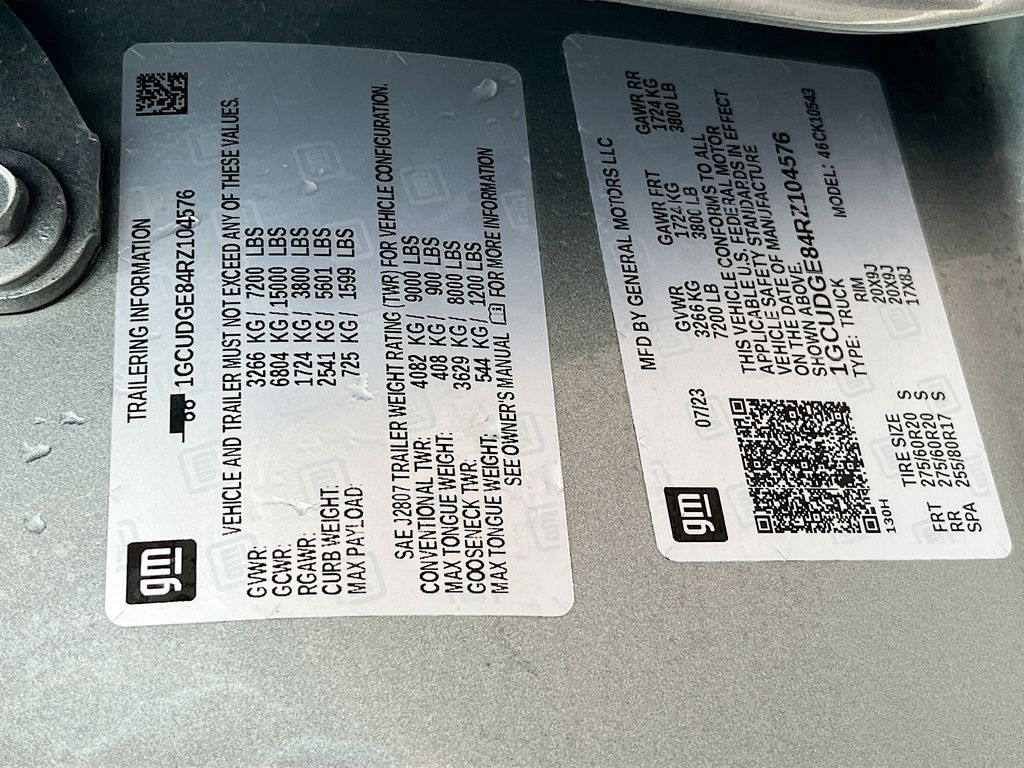 gm
TRAILERING INFORMATION
1GCUDGE84RZ104576
VEHICLE AND TRAILER MUST NOT EXCEED ANY OF THESE VALUES.
GVWR: 3266 KG / 7200 LBS
GCWR: 6804 KG / 15000 LBS
RGAWR: 1724 KG / 3800 LBS
CURB WEIGHT: 2541 KG / 5601 LBS
MAX PAYLOAD: 725 KG / 1599 LBS
SAE J2807 TRAILER WEIGHT RATING (TWR) FOR VEHICLE CONFIGURATION.
CONVENTIONAL TWR: 4082 KG / 9000 LBS
MAX TONGUE WEIGHT: 408 KG / 900 LBS
GOOSENECK TWR: 3629 KG / 8000 LBS
MAX TONGUE WEIGHT: 544 KG / 1200 LBS
SEE OWNER'S MANUAL FOR MORE INFORMATION
gm
MFD BY GENERAL MOTORS LLC
07/23
GVWR GAWR FRT GAWR RR
3266 KG 1724 KG 1724 KG
7200 LB 3800 LB 3800 LB
THIS VEHICLE CONFORMS TO ALL
APPLICABLE U.S. FEDERAL MOTOR
VEHICLE SAFETY STANDARDS IN EFFECT
ON THE DATE OF MANUFACTURE
SHOWN ABOVE.
1GCUDGE84RZ104576
TYPE: TRUCK MODEL: 46CK10543
130H
TIRE SIZE RIM
FRT 275/60R20 S 20X9J
RR 275/60R20 S 20X9J
SPA 255/80R17 S 17X8J